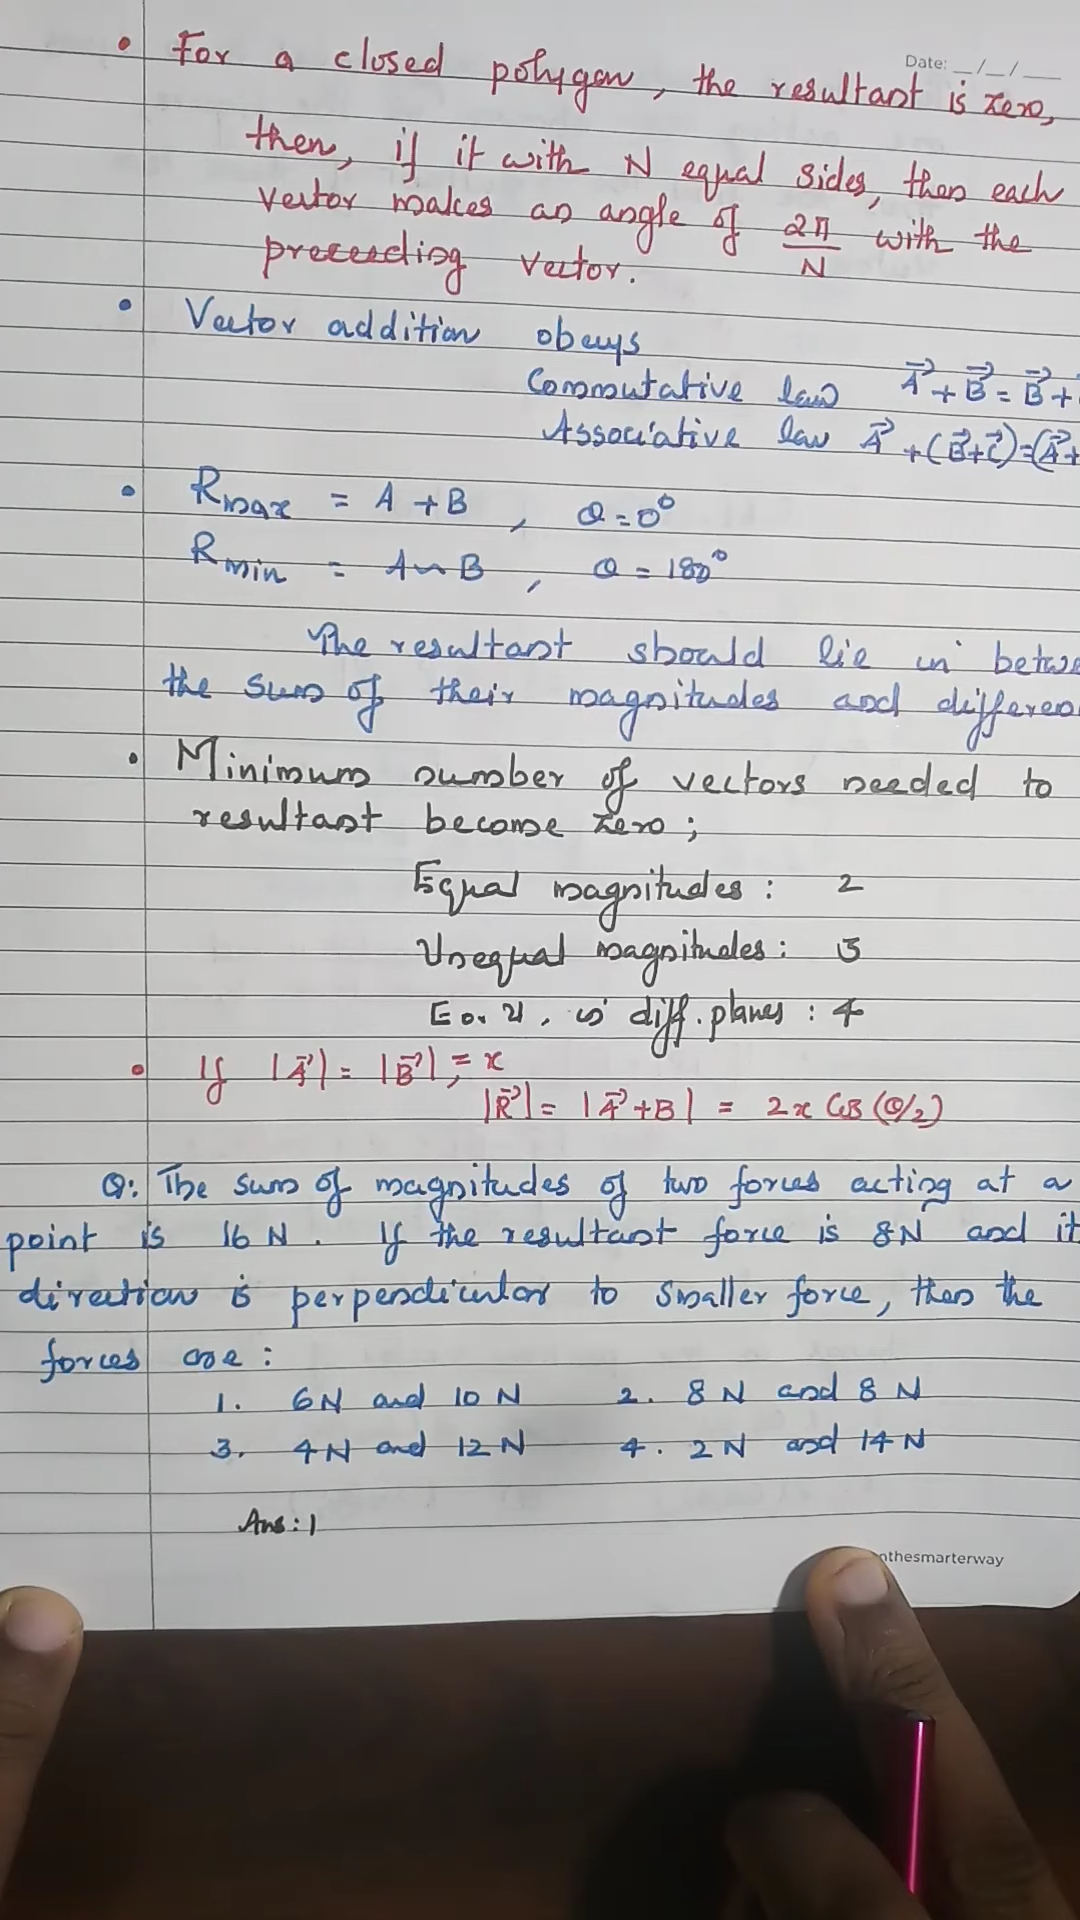 Date: _/_/__
• For a closed polygon, the resultant is zero,
then, if it with N equal sides, then each
vector makes an angle of 2π/N with the
preceeding vector.
• Vector addition obeys
Commutative law A⃗ + B⃗ = B⃗ +
Associative law A⃗ + (B⃗+C⃗) = (A⃗+
• Rmax = A + B , θ = 0°
Rmin = A ~ B , θ = 180°
The resultant should lie in betwe
the sum of their magnitudes and differen
• Minimum number of vectors needed to
resultant become zero ;
Equal magnitudes : 2
Unequal magnitudes : 3
E or U, in diff. planes : 4
• If |A⃗| = |B⃗| = x
|R⃗| = |A⃗ + B| = 2x Cos (θ/2)
Q: The sum of magnitudes of two forces acting at a
point is 16 N. If the resultant force is 8N and it
direction is perpendicular to smaller force, then the
forces are :
1. 6N and 10 N 2. 8 N and 8 N
3. 4N and 12 N 4. 2 N and 14 N
Ans : 1
nthesmarterway